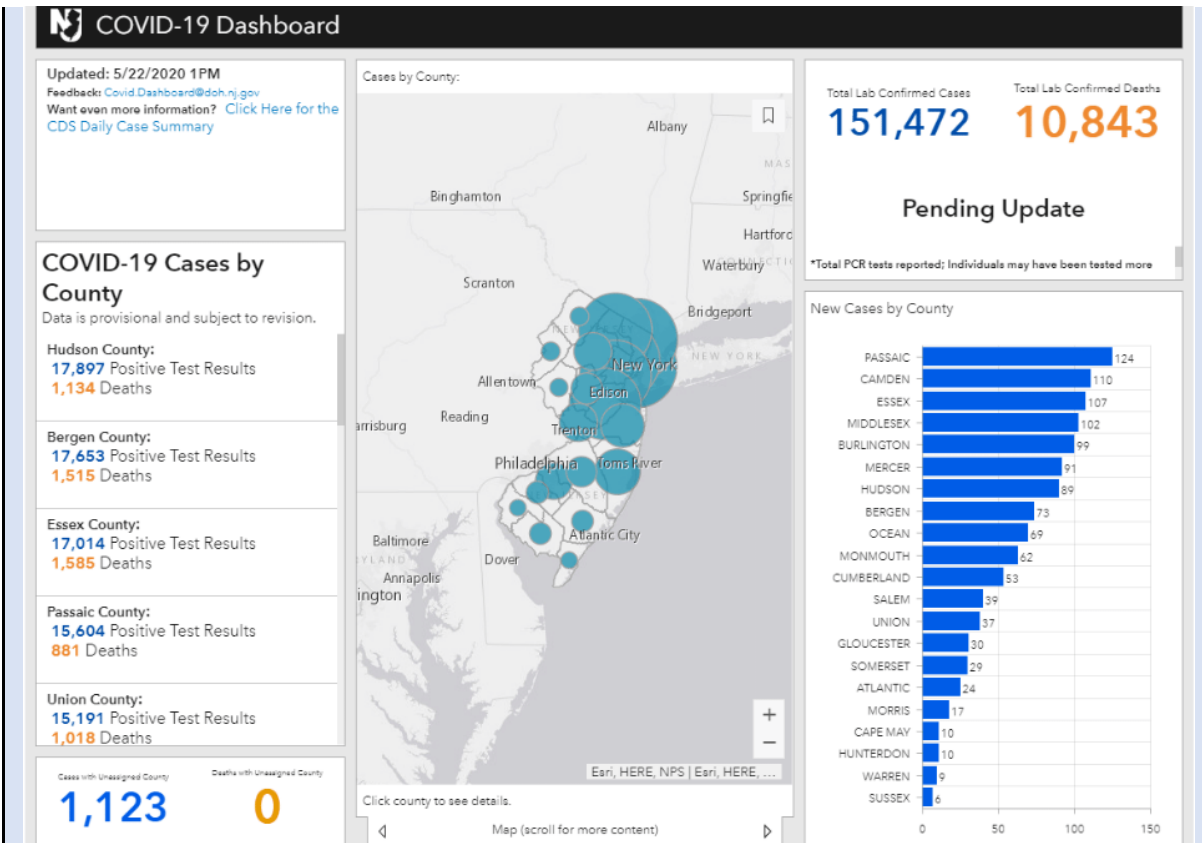 NJ COVID-19 Dashboard
Updated: 5/22/2020 1PM
Feedback: Covid.Dashboard@doh.nj.gov
Want even more information? Click Here for the
CDS Daily Case Summary
COVID-19 Cases by
County
Data is provisional and subject to revision.
Hudson County:
17,897 Positive Test Results
1,134 Deaths
Bergen County:
17,653 Positive Test Results
1,515 Deaths
Essex County:
17,014 Positive Test Results
1,585 Deaths
Passaic County:
15,604 Positive Test Results
881 Deaths
Union County:
15,191 Positive Test Results
1,018 Deaths
Cases with Unassigned County
1,123
Deaths with Unassigned County
0
Cases by County:
Albany
MAS
Binghamton
Springfie
Hartford
Waterbury
Scranton
Bridgeport
NEW YORK
New York
Allentown
Edison
Reading
arrisburg
Trenton
Philadelphia
Toms River
Baltimore
Atlantic City
Dover
RYLAND
Annapolis
ington
+
−
Esri, HERE, NPS | Esri, HERE, ...
Click county to see details.
Map (scroll for more content)
Total Lab Confirmed Cases
151,472
Total Lab Confirmed Deaths
10,843
Pending Update
*Total PCR tests reported; Individuals may have been tested more
New Cases by County
PASSAIC 124
CAMDEN 110
ESSEX 107
MIDDLESEX 102
BURLINGTON 99
MERCER 91
HUDSON 89
BERGEN 73
OCEAN 69
MONMOUTH 62
CUMBERLAND 53
SALEM 39
UNION 37
GLOUCESTER 30
SOMERSET 29
ATLANTIC 24
MORRIS 17
CAPE MAY 10
HUNTERDON 10
WARREN 9
SUSSEX 6
0 50 100 150